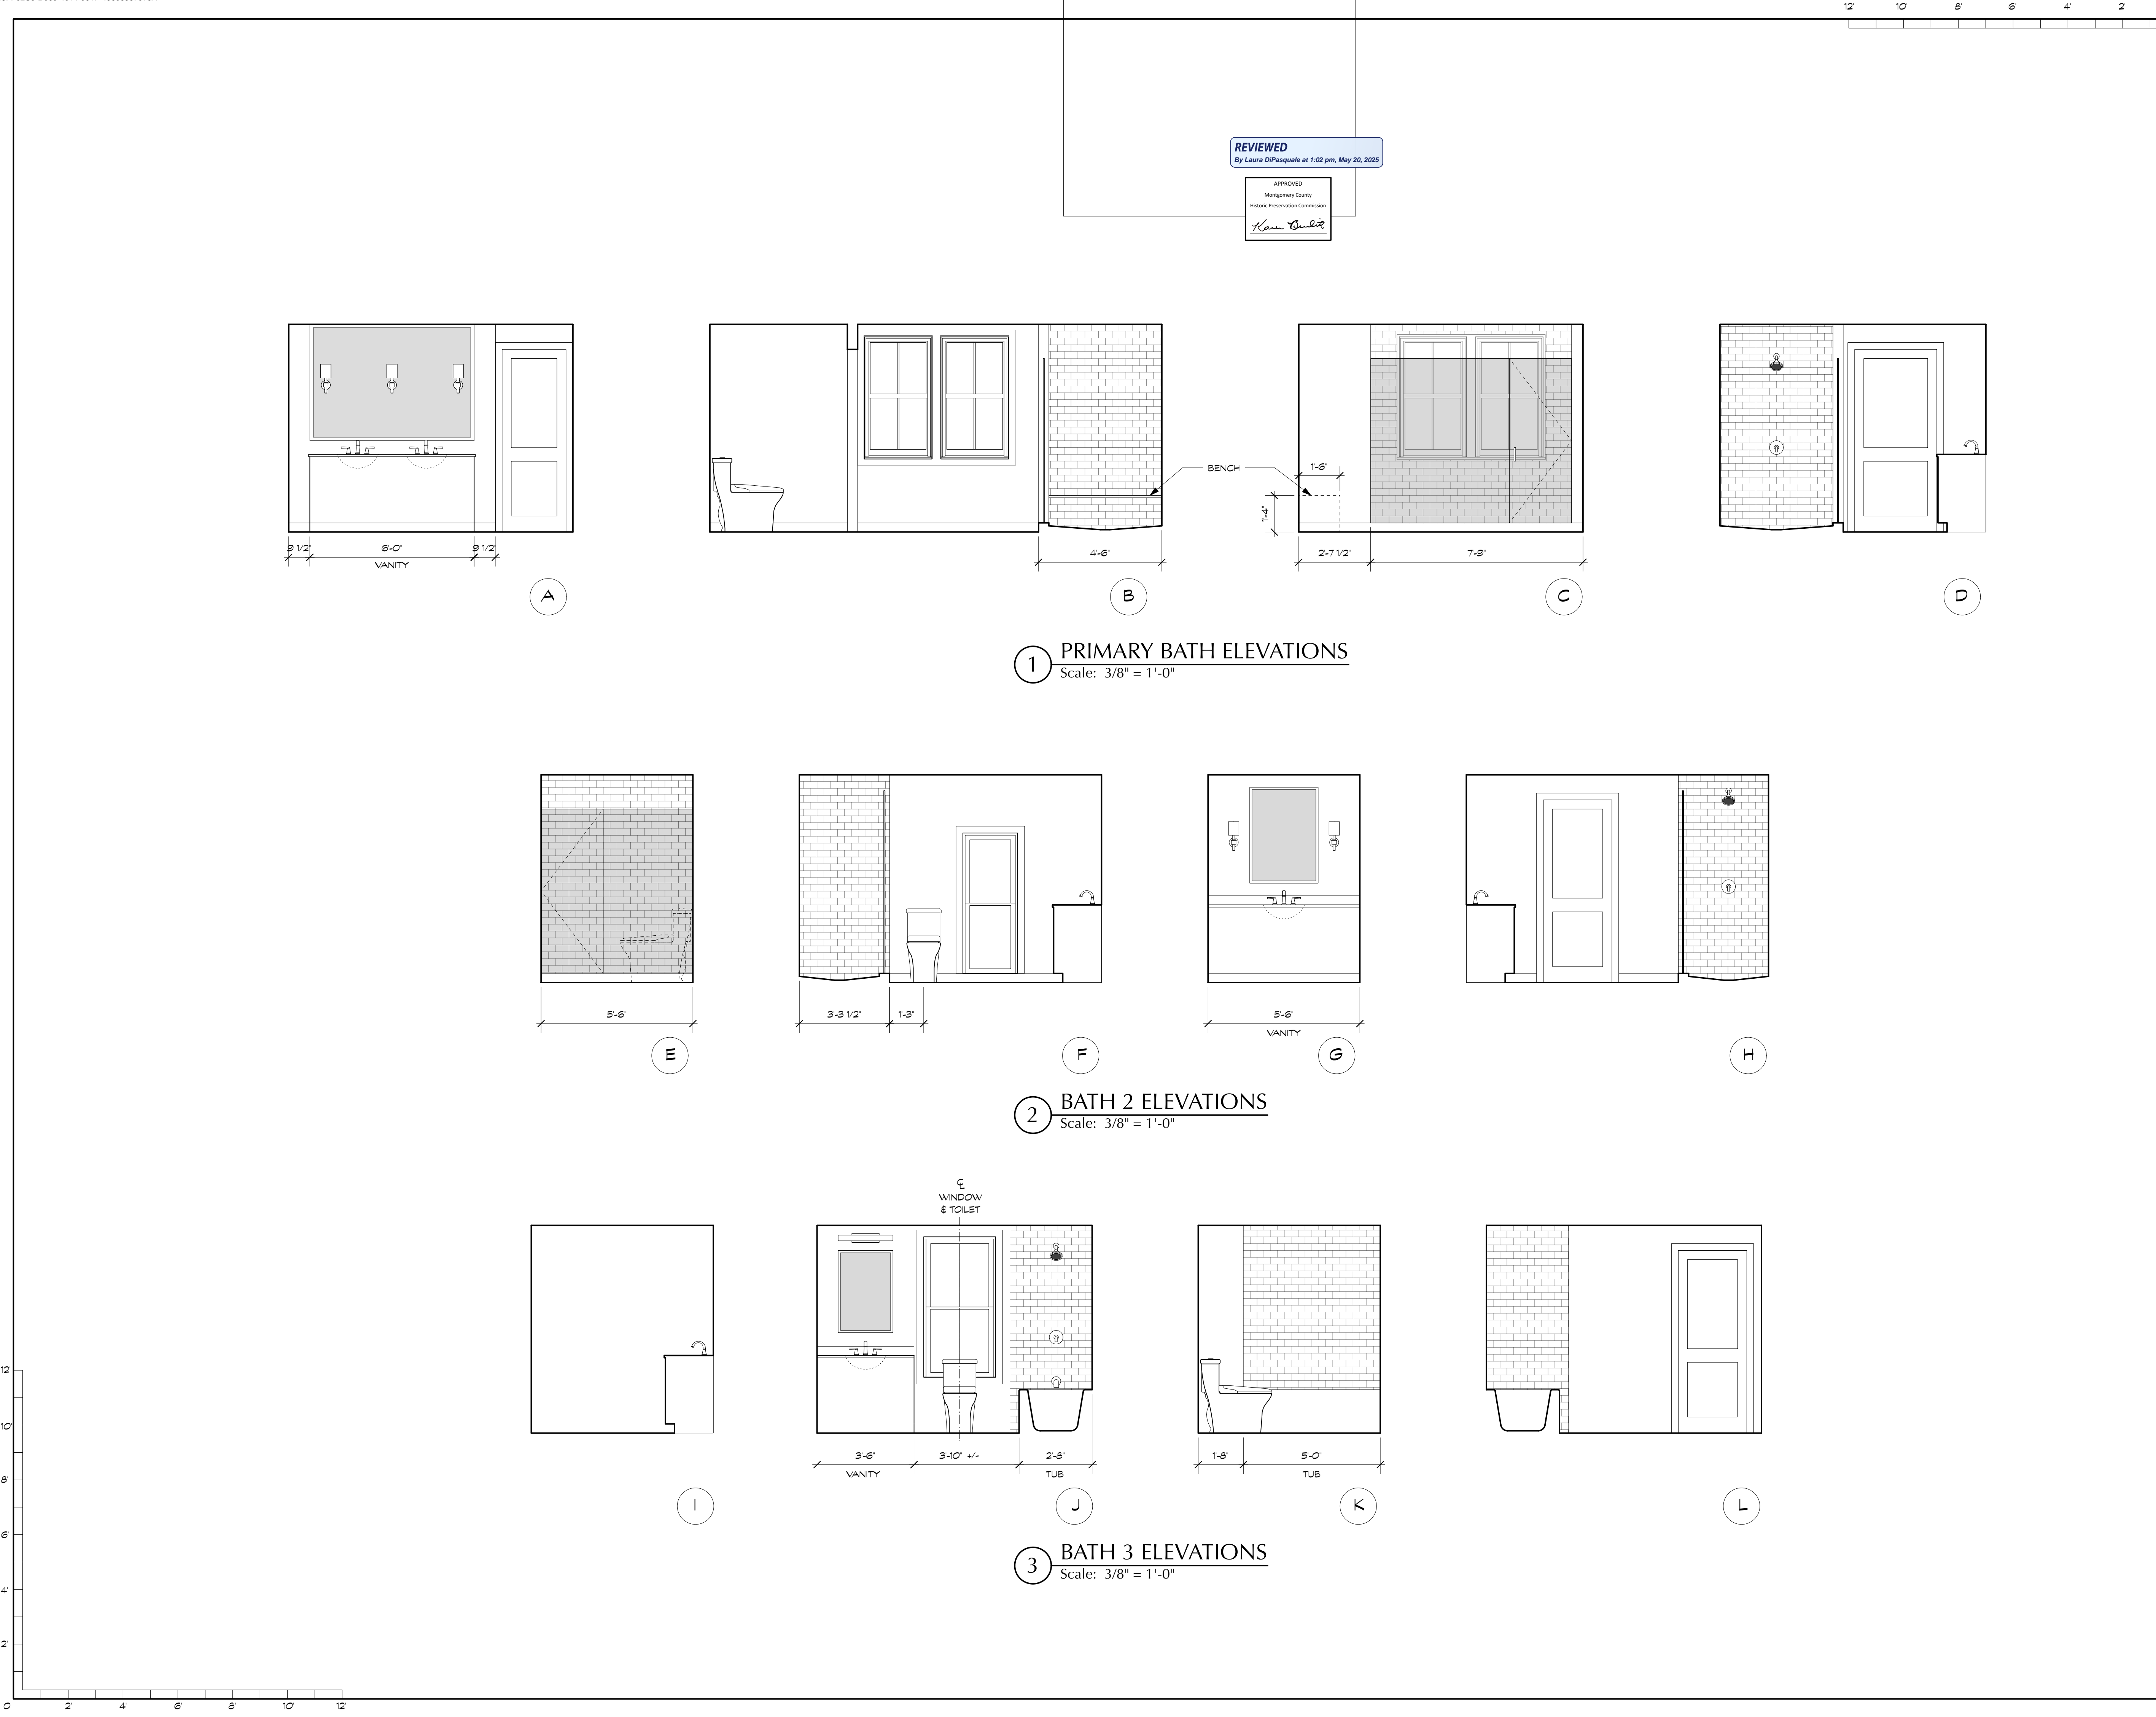 12' 10' 8' 6' 4' 2'
REVIEWED
By Laura DiPasquale at 1:02 pm, May 20, 2025
APPROVED
Montgomery County
Historic Preservation Commission
BENCH
1'-6"
1'-4"
9 1/2" 6'-0" 9 1/2"
VANITY
4'-6"
2'-7 1/2" 7'-9"
A B C D
1 PRIMARY BATH ELEVATIONS
Scale: 3/8" = 1'-0"
5'-6"
3'-3 1/2" 1'-3"
5'-6"
VANITY
E F G H
2 BATH 2 ELEVATIONS
Scale: 3/8" = 1'-0"
℄
WINDOW
& TOILET
3'-6" 3'-10" +/- 2'-8"
VANITY TUB
1'-8" 5'-0"
TUB
I J K L
3 BATH 3 ELEVATIONS
Scale: 3/8" = 1'-0"
12'
10'
8'
6'
4'
2'
0 2' 4' 6' 8' 10' 12'